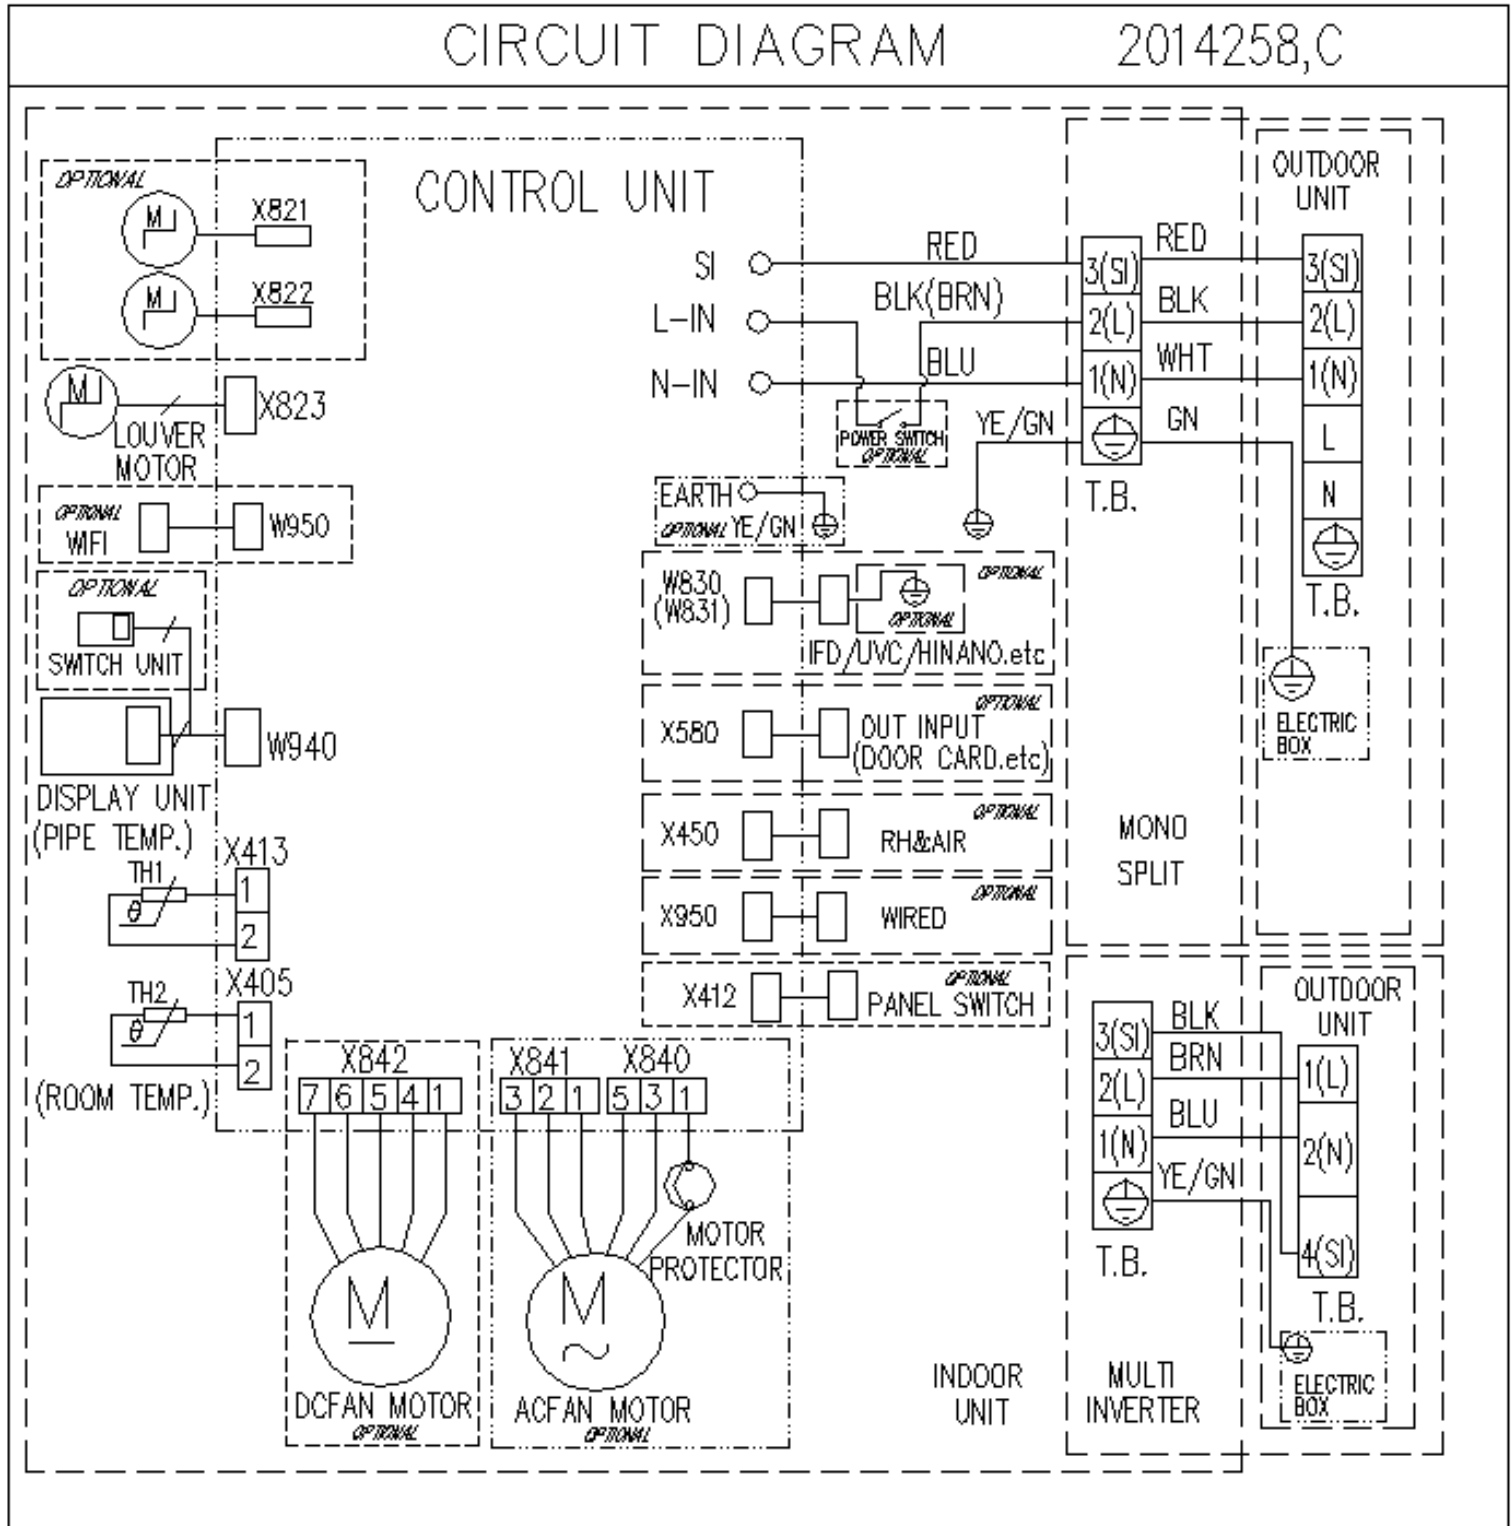 CIRCUIT DIAGRAM 2014258,C
OPTIONAL
M
X821
M
X822
M
LOUVER
MOTOR
X823
OPTIONAL
WIFI
W950
OPTIONAL
SWITCH UNIT
W940
DISPLAY UNIT
(PIPE TEMP.)
X413
TH1
θ
1
2
X405
TH2
θ
1
2
(ROOM TEMP.)
CONTROL UNIT
SI
L-IN
N-IN
RED
BLK(BRN)
BLU
POWER SWITCH
OPTIONAL
YE/GN
EARTH
OPTIONAL YE/GN
W830
(W831)
OPTIONAL
OPTIONAL
IFD/UVC/HINANO.etc
X580
OPTIONAL
OUT INPUT
(DOOR CARD.etc)
X450
OPTIONAL
RH&AIR
X950
OPTIONAL
WIRED
X412
OPTIONAL
PANEL SWITCH
X842
7 6 5 4 1
M
DCFAN MOTOR
OPTIONAL
X841 X840
3 2 1 5 3 1
MOTOR
PROTECTOR
M
ACFAN MOTOR
OPTIONAL
INDOOR
UNIT
3(SI)
2(L)
1(N)
T.B.
RED
BLK
WHT
GN
OUTDOOR
UNIT
3(SI)
2(L)
1(N)
L
N
T.B.
ELECTRIC
BOX
MONO
SPLIT
3(SI)
2(L)
1(N)
T.B.
BLK
BRN
BLU
YE/GN
OUTDOOR
UNIT
1(L)
2(N)
4(SI)
T.B.
ELECTRIC
BOX
MULTI
INVERTER